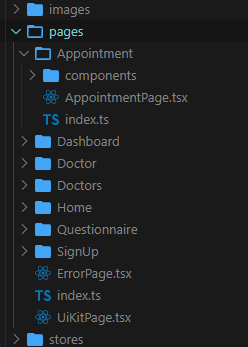 images
pages
Appointment
components
AppointmentPage.tsx
TS index.ts
Dashboard
Doctor
Doctors
Home
Questionnaire
SignUp
ErrorPage.tsx
TS index.ts
UiKitPage.tsx
stores